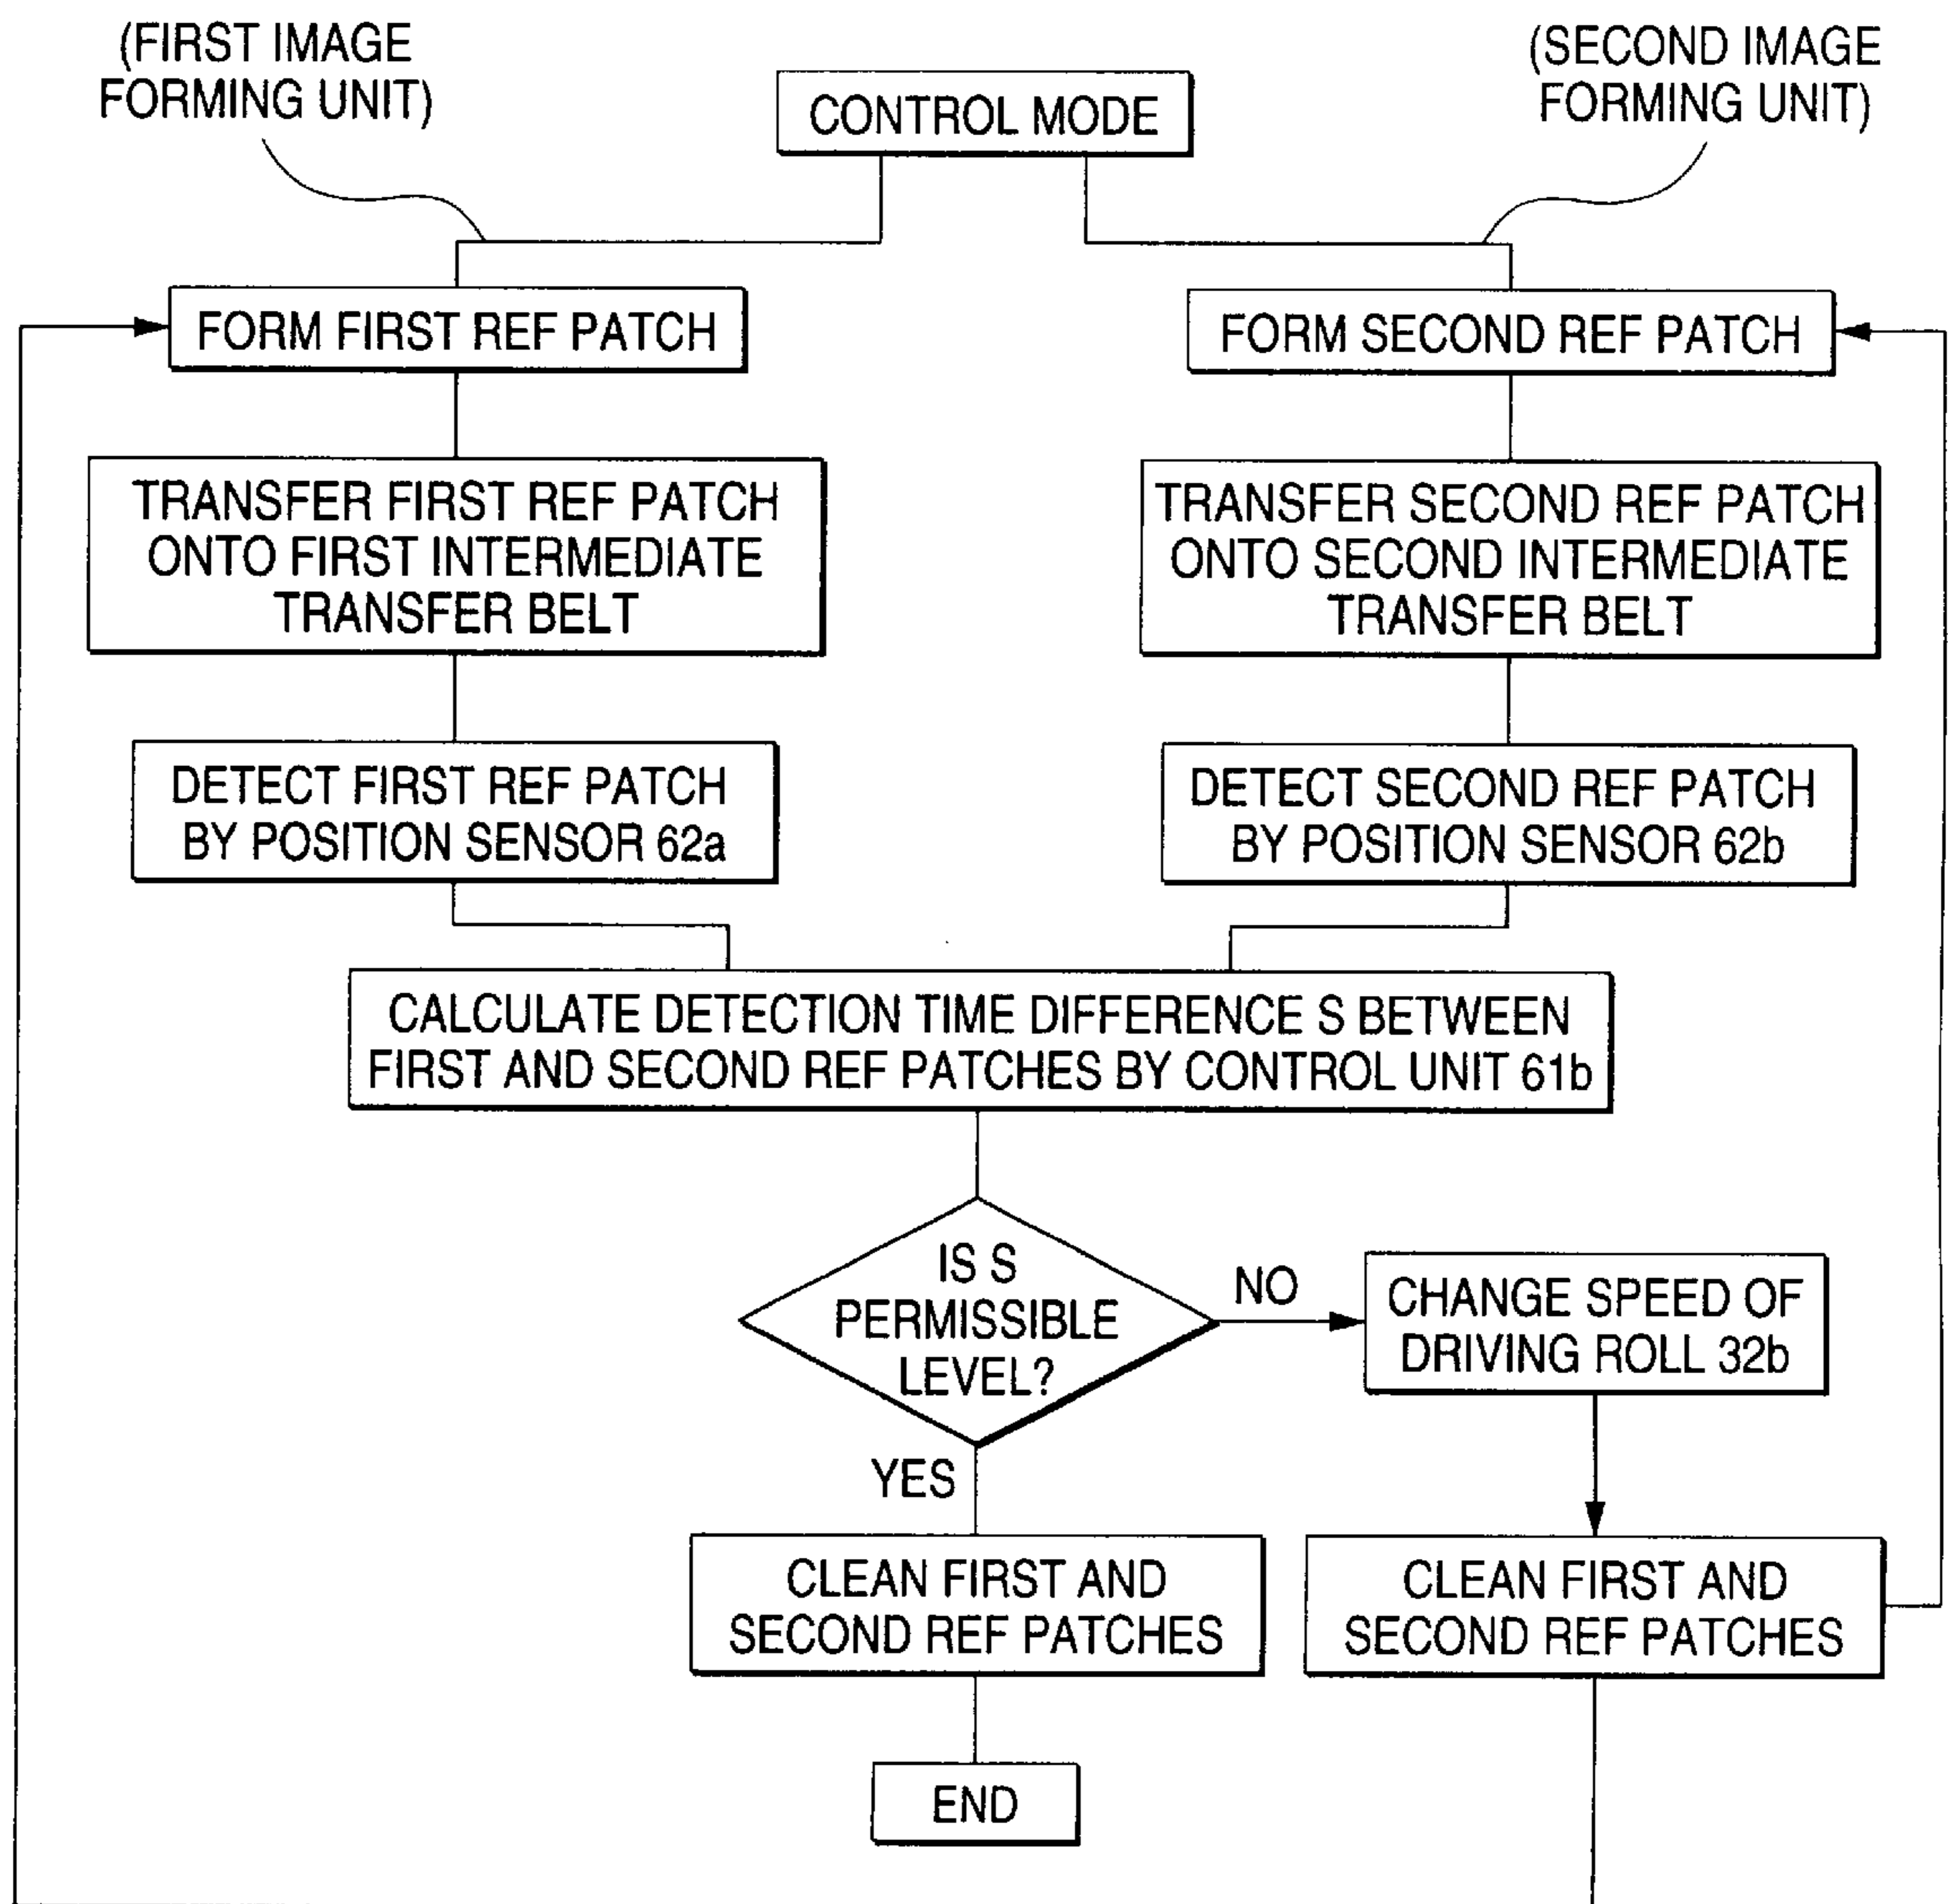 (FIRST IMAGE
FORMING UNIT)
CONTROL MODE
(SECOND IMAGE
FORMING UNIT)
FORM FIRST REF PATCH
FORM SECOND REF PATCH
TRANSFER FIRST REF PATCH
ONTO FIRST INTERMEDIATE
TRANSFER BELT
TRANSFER SECOND REF PATCH
ONTO SECOND INTERMEDIATE
TRANSFER BELT
DETECT FIRST REF PATCH
BY POSITION SENSOR 62a
DETECT SECOND REF PATCH
BY POSITION SENSOR 62b
CALCULATE DETECTION TIME DIFFERENCE S BETWEEN
FIRST AND SECOND REF PATCHES BY CONTROL UNIT 61b
IS S
PERMISSIBLE
LEVEL?
NO
CHANGE SPEED OF
DRIVING ROLL 32b
YES
CLEAN FIRST AND
SECOND REF PATCHES
CLEAN FIRST AND
SECOND REF PATCHES
END